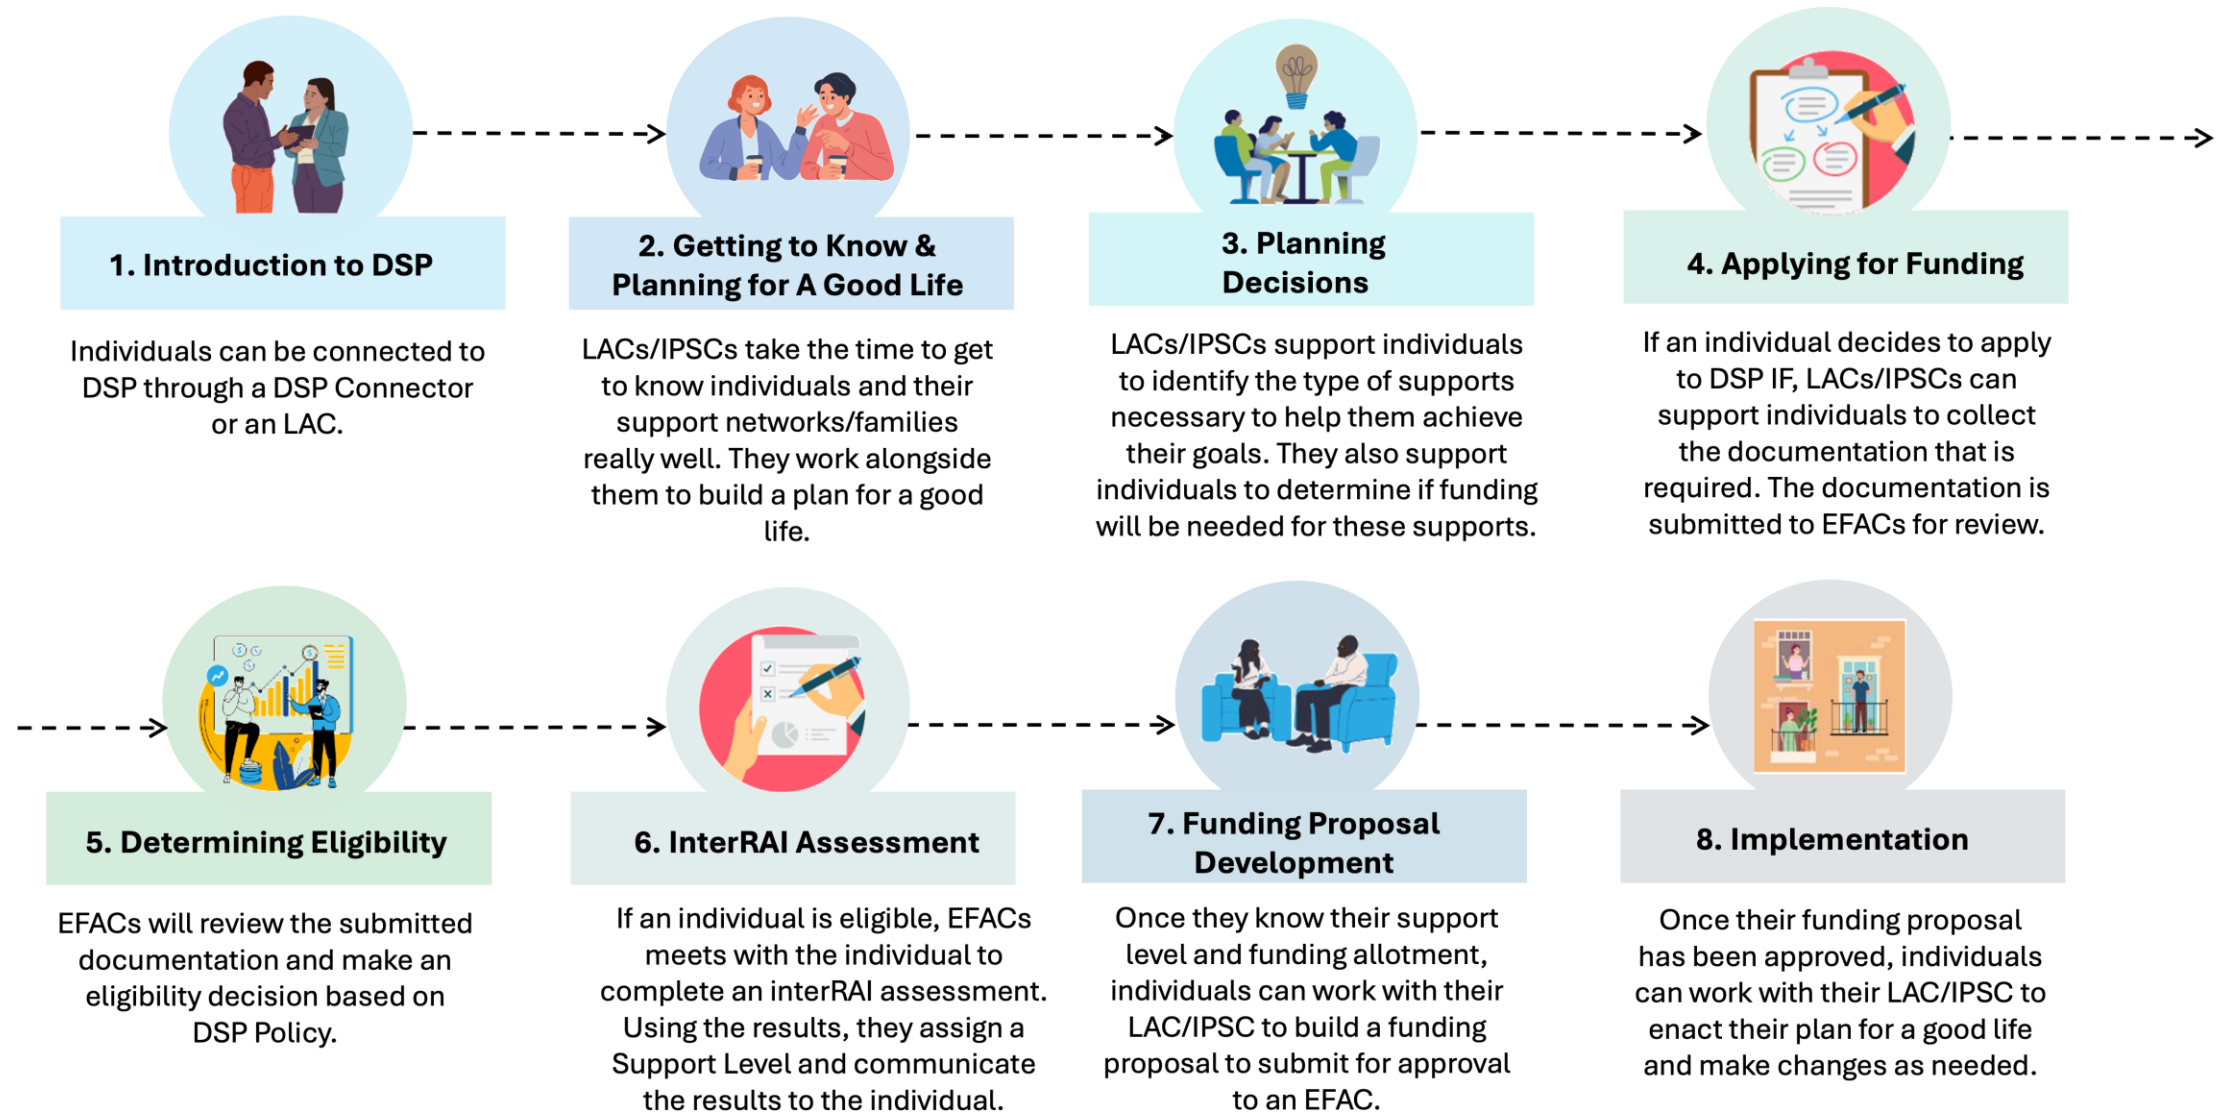 1. Introduction to DSP
Individuals can be connected to
DSP through a DSP Connector
or an LAC.
2. Getting to Know &
Planning for A Good Life
LACs/IPSCs take the time to get
to know individuals and their
support networks/families
really well. They work alongside
them to build a plan for a good
life.
3. Planning
Decisions
LACs/IPSCs support individuals
to identify the type of supports
necessary to help them achieve
their goals. They also support
individuals to determine if funding
will be needed for these supports.
4. Applying for Funding
If an individual decides to apply
to DSP IF, LACs/IPSCs can
support individuals to collect
the documentation that is
required. The documentation is
submitted to EFACs for review.
5. Determining Eligibility
EFACs will review the submitted
documentation and make an
eligibility decision based on
DSP Policy.
6. InterRAI Assessment
If an individual is eligible, EFACs
meets with the individual to
complete an interRAI assessment.
Using the results, they assign a
Support Level and communicate
the results to the individual.
7. Funding Proposal
Development
Once they know their support
level and funding allotment,
individuals can work with their
LAC/IPSC to build a funding
proposal to submit for approval
to an EFAC.
8. Implementation
Once their funding proposal
has been approved, individuals
can work with their LAC/IPSC to
enact their plan for a good life
and make changes as needed.